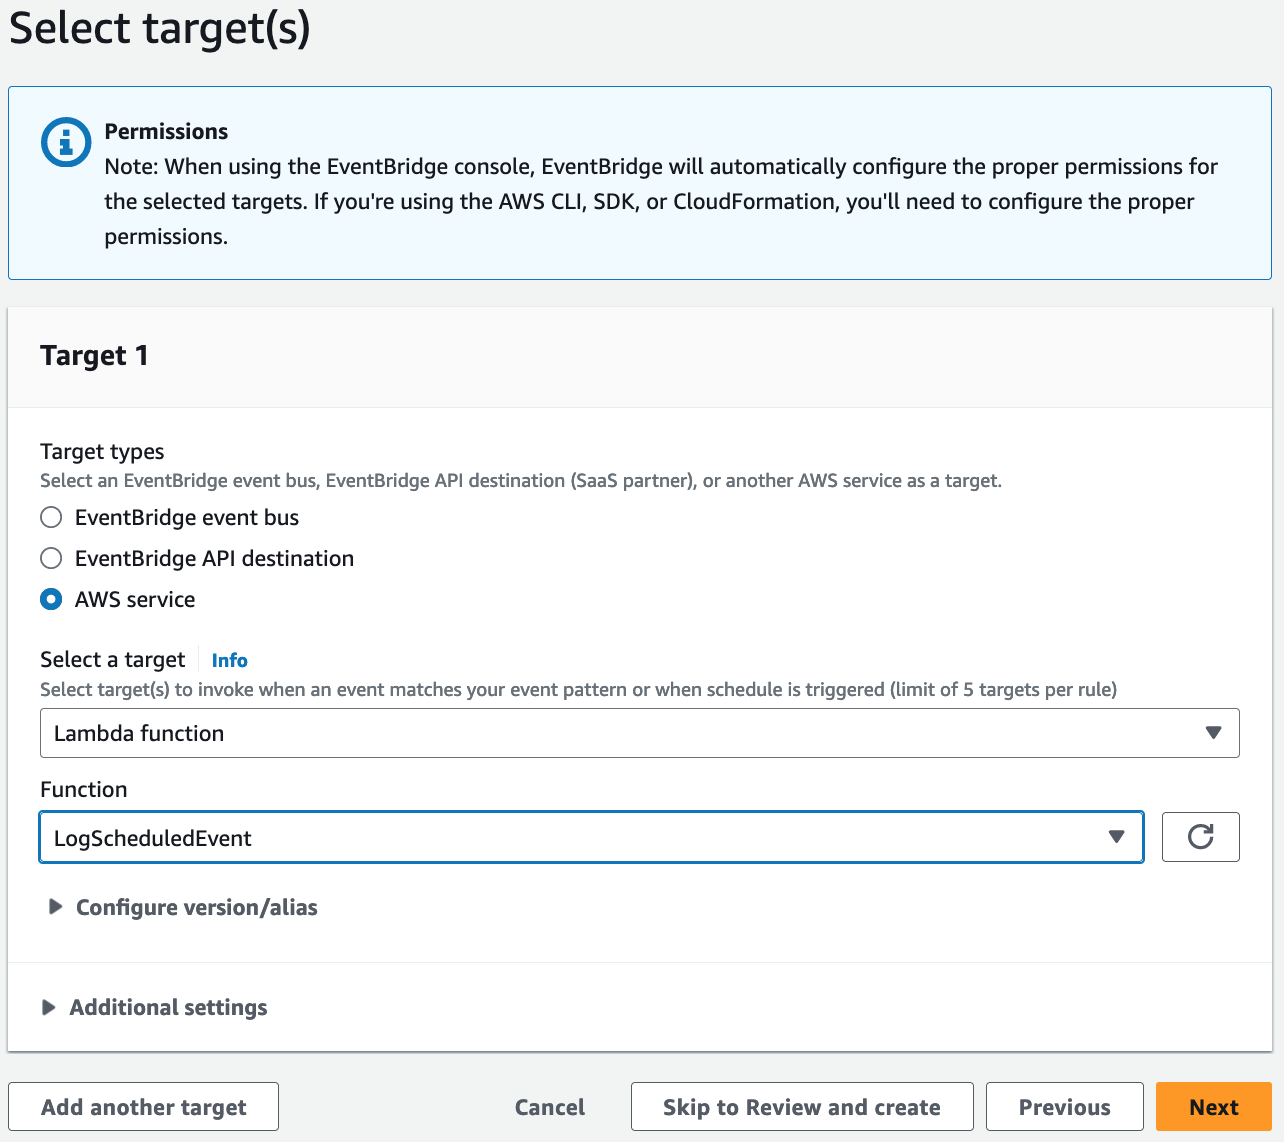 Select target(s)
Permissions
Note: When using the EventBridge console, EventBridge will automatically configure the proper permissions for
the selected targets. If you're using the AWS CLI, SDK, or CloudFormation, you'll need to configure the proper
permissions.
Target 1
Target types
Select an EventBridge event bus, EventBridge API destination (SaaS partner), or another AWS service as a target.
EventBridge event bus
EventBridge API destination
AWS service
Select a target Info
Select target(s) to invoke when an event matches your event pattern or when schedule is triggered (limit of 5 targets per rule)
Lambda function
Function
LogScheduledEvent
Configure version/alias
Additional settings
Add another target Cancel Skip to Review and create Previous Next